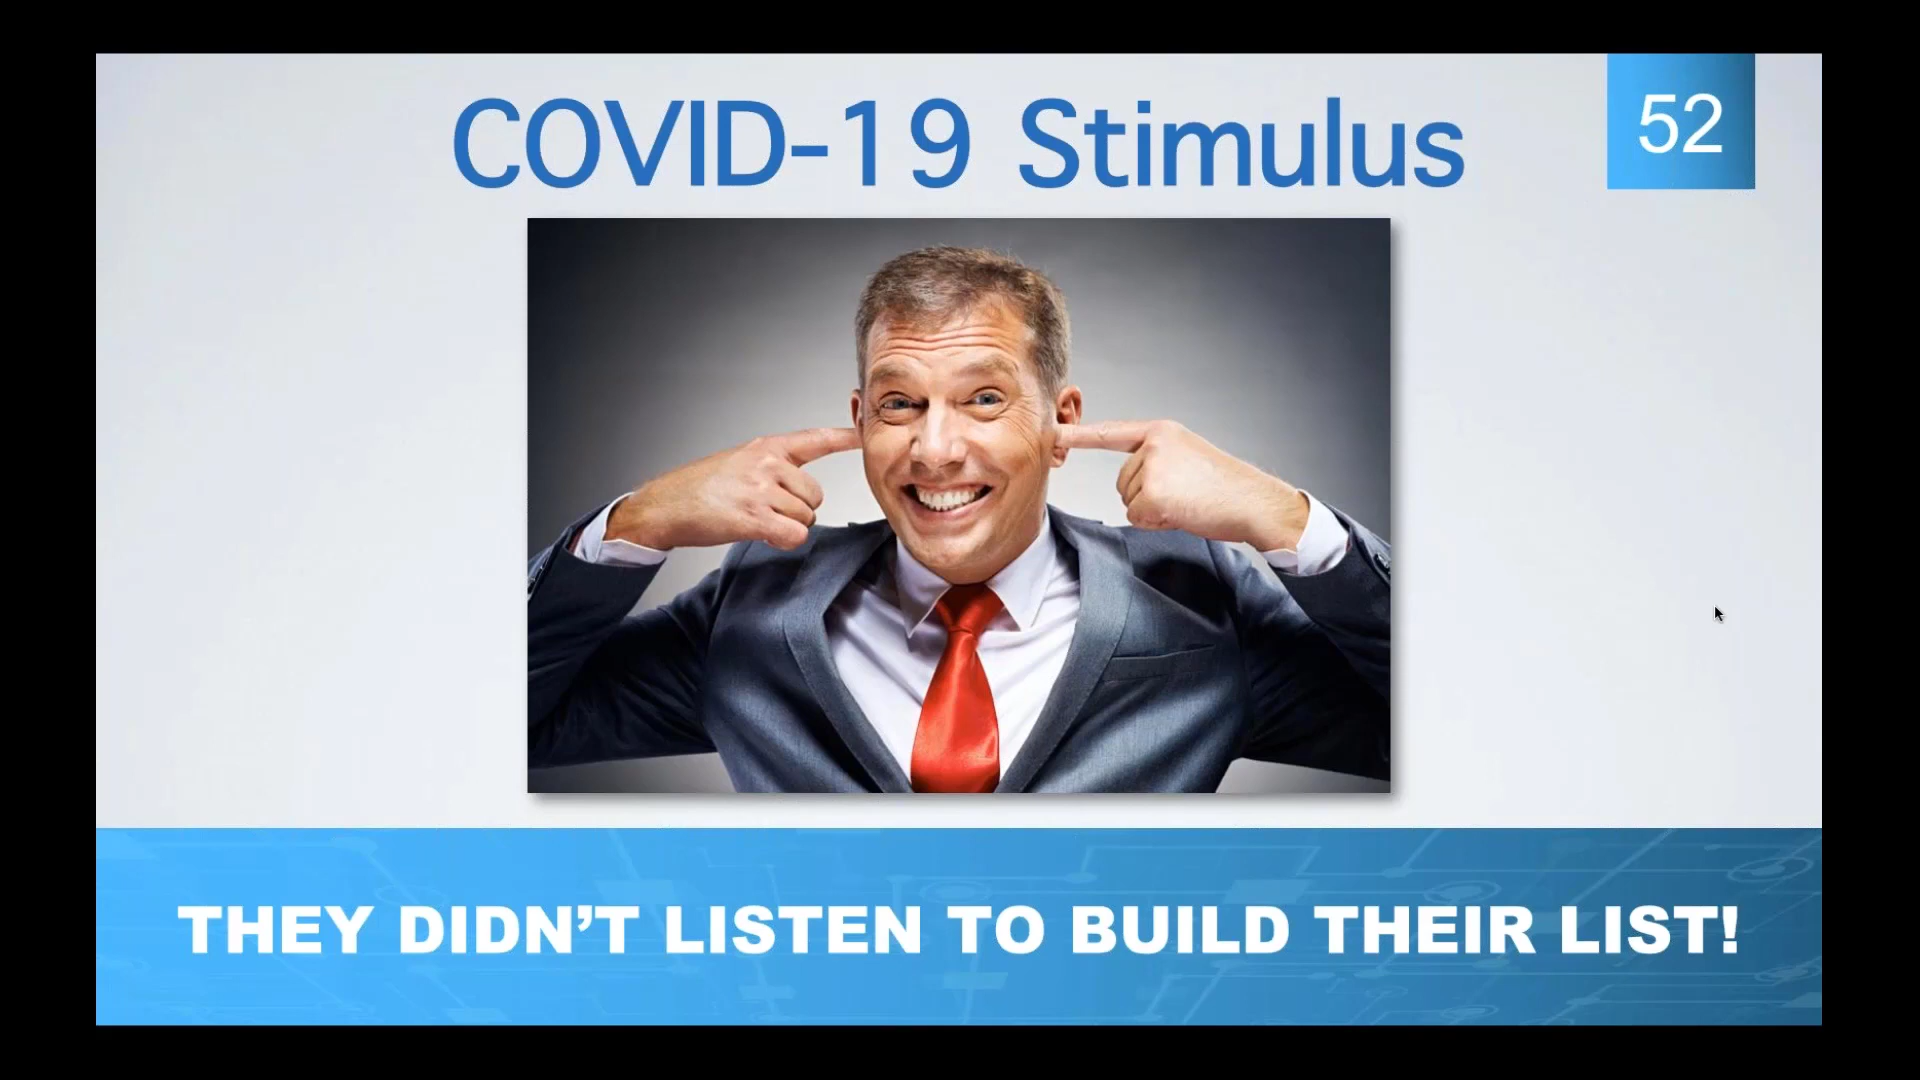 COVID-19 Stimulus
52
THEY DIDN’T LISTEN TO BUILD THEIR LIST!